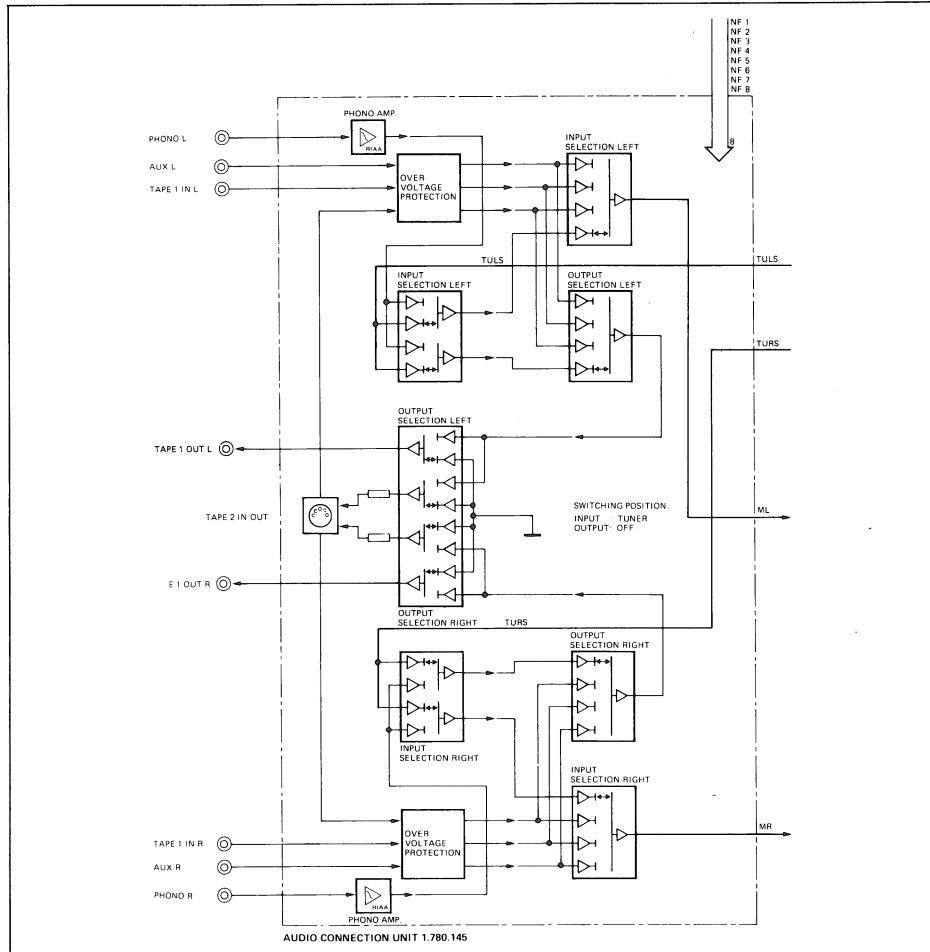 NF 1
NF 2
NF 3
NF 4
NF 5
NF 6
NF 7
NF 8
8
PHONO AMP.
RIAA
PHONO L
AUX L
TAPE 1 IN L
OVER
VOLTAGE
PROTECTION
INPUT
SELECTION LEFT
TULS
TULS
INPUT
SELECTION LEFT
OUTPUT
SELECTION LEFT
TURS
OUTPUT
SELECTION LEFT
TAPE 1 OUT L
TAPE 2 IN OUT
SWITCHING POSITION:
INPUT : TUNER
OUTPUT: OFF
ML
E 1 OUT R
OUTPUT
SELECTION RIGHT
TURS
OUTPUT
SELECTION RIGHT
INPUT
SELECTION RIGHT
INPUT
SELECTION RIGHT
OVER
VOLTAGE
PROTECTION
MR
TAPE 1 IN R
AUX R
PHONO R
RIAA
PHONO AMP.
AUDIO CONNECTION UNIT 1.780.145